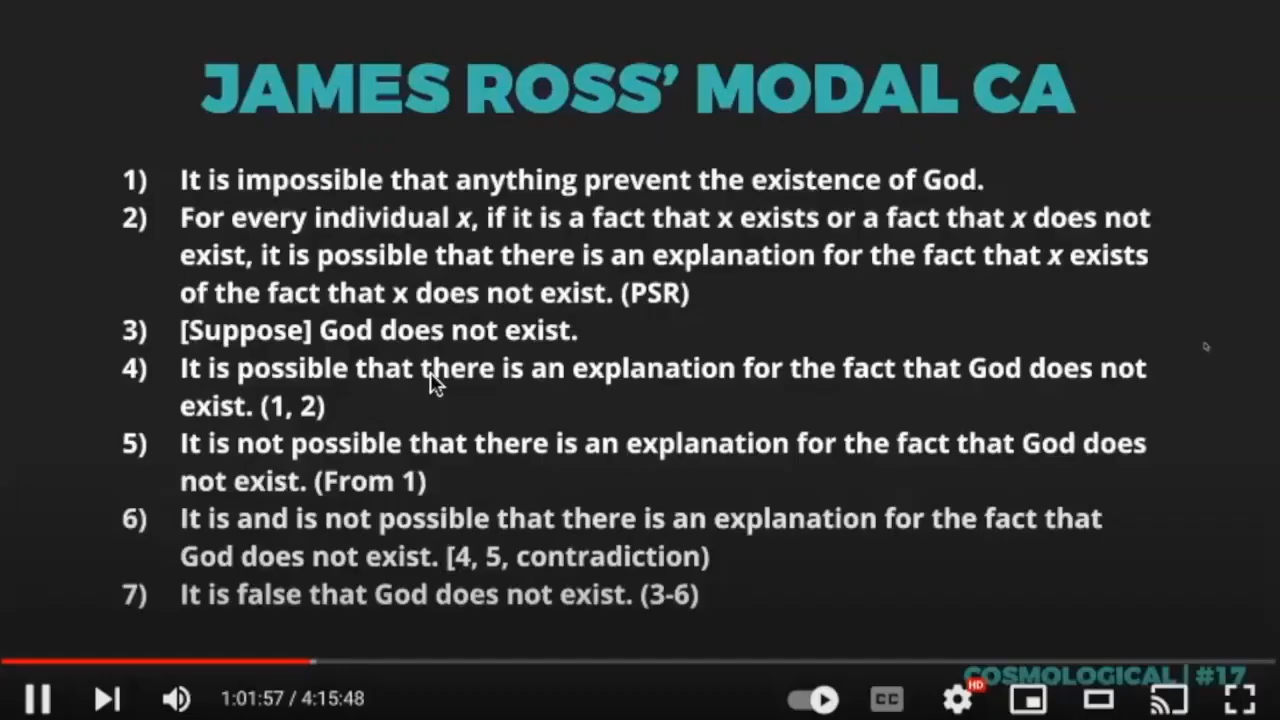 JAMES ROSS’ MODAL CA
1) It is impossible that anything prevent the existence of God.
2) For every individual x, if it is a fact that x exists or a fact that x does not
exist, it is possible that there is an explanation for the fact that x exists
of the fact that x does not exist. (PSR)
3) [Suppose] God does not exist.
4) It is possible that there is an explanation for the fact that God does not
exist. (1, 2)
5) It is not possible that there is an explanation for the fact that God does
not exist. (From 1)
6) It is and is not possible that there is an explanation for the fact that
God does not exist. [4, 5, contradiction)
7) It is false that God does not exist. (3-6)
COSMOLOGICAL | #17
1:01:57 / 4:15:48
CC
HD